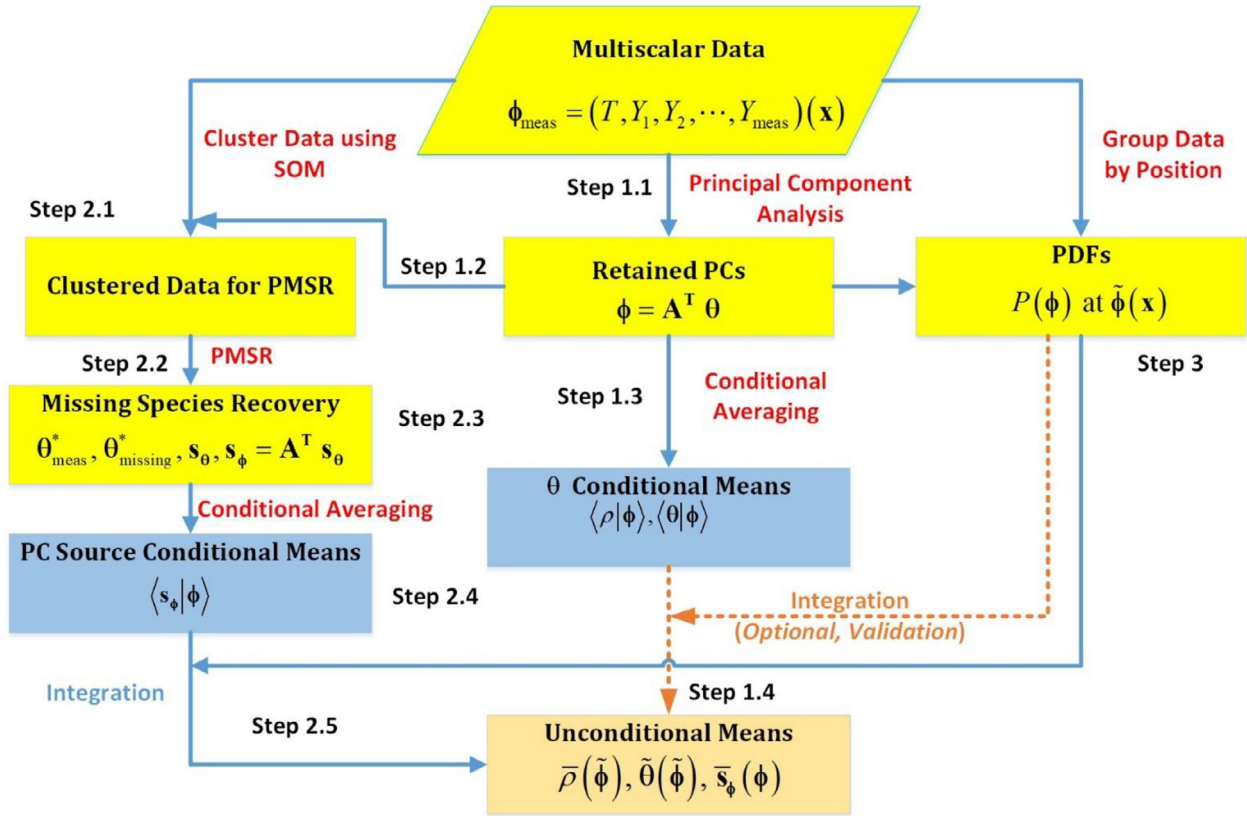 Multiscalar Data
ϕ_meas = (T, Y_1, Y_2, ⋯, Y_meas)(x)
Cluster Data using
SOM
Group Data
by Position
Step 1.1
Principal Component
Analysis
Step 2.1
Step 1.2
Clustered Data for PMSR
Retained PCs
ϕ = A^T θ
PDFs
P(ϕ) at ϕ̃(x)
Step 2.2
PMSR
Step 3
Step 1.3
Conditional
Averaging
Missing Species Recovery
θ*_meas, θ*_missing, s_θ, s_ϕ = A^T s_θ
Step 2.3
Conditional Averaging
θ Conditional Means
⟨ρ|ϕ⟩, ⟨θ|ϕ⟩
PC Source Conditional Means
⟨s_ϕ|ϕ⟩
Step 2.4
Integration
(Optional, Validation)
Integration
Step 1.4
Step 2.5
Unconditional Means
ρ̅(ϕ̃), θ̃(ϕ̃), s̅_ϕ(ϕ)